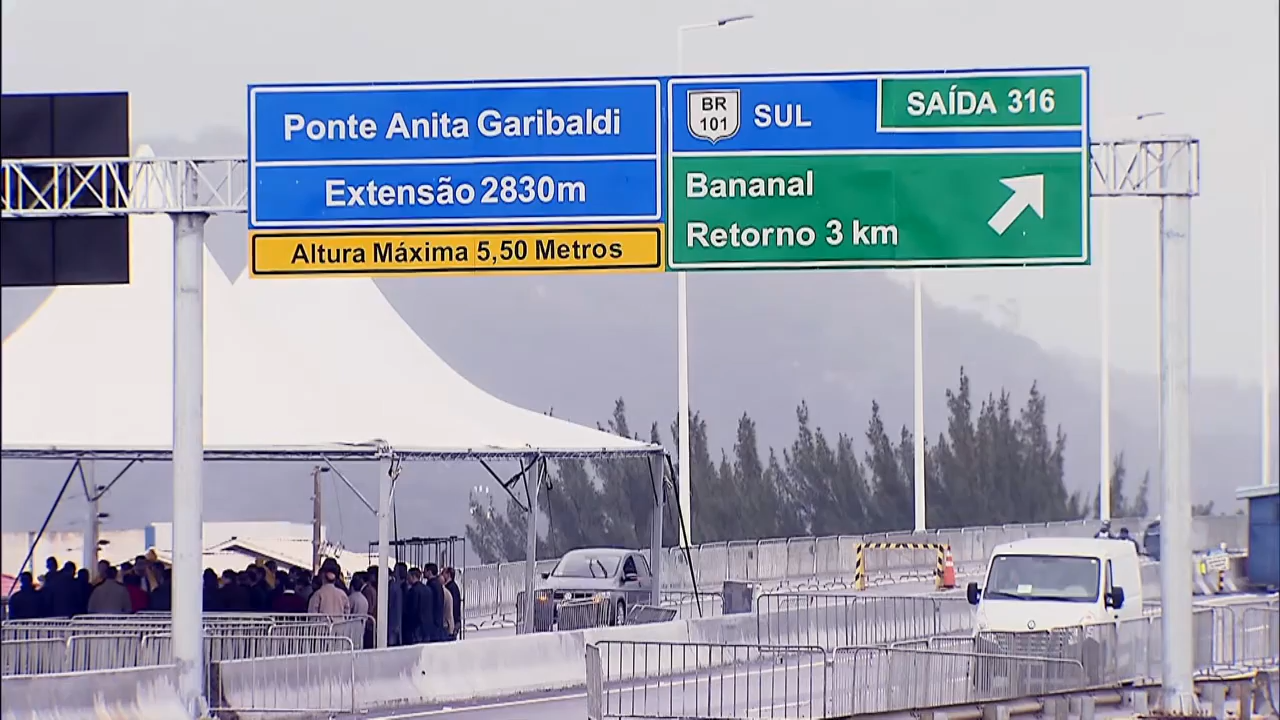 Ponte Anita Garibaldi
Extensão 2830m
Altura Máxima 5,50 Metros
BR
101
SUL
SAÍDA 316
Bananal
Retorno 3 km